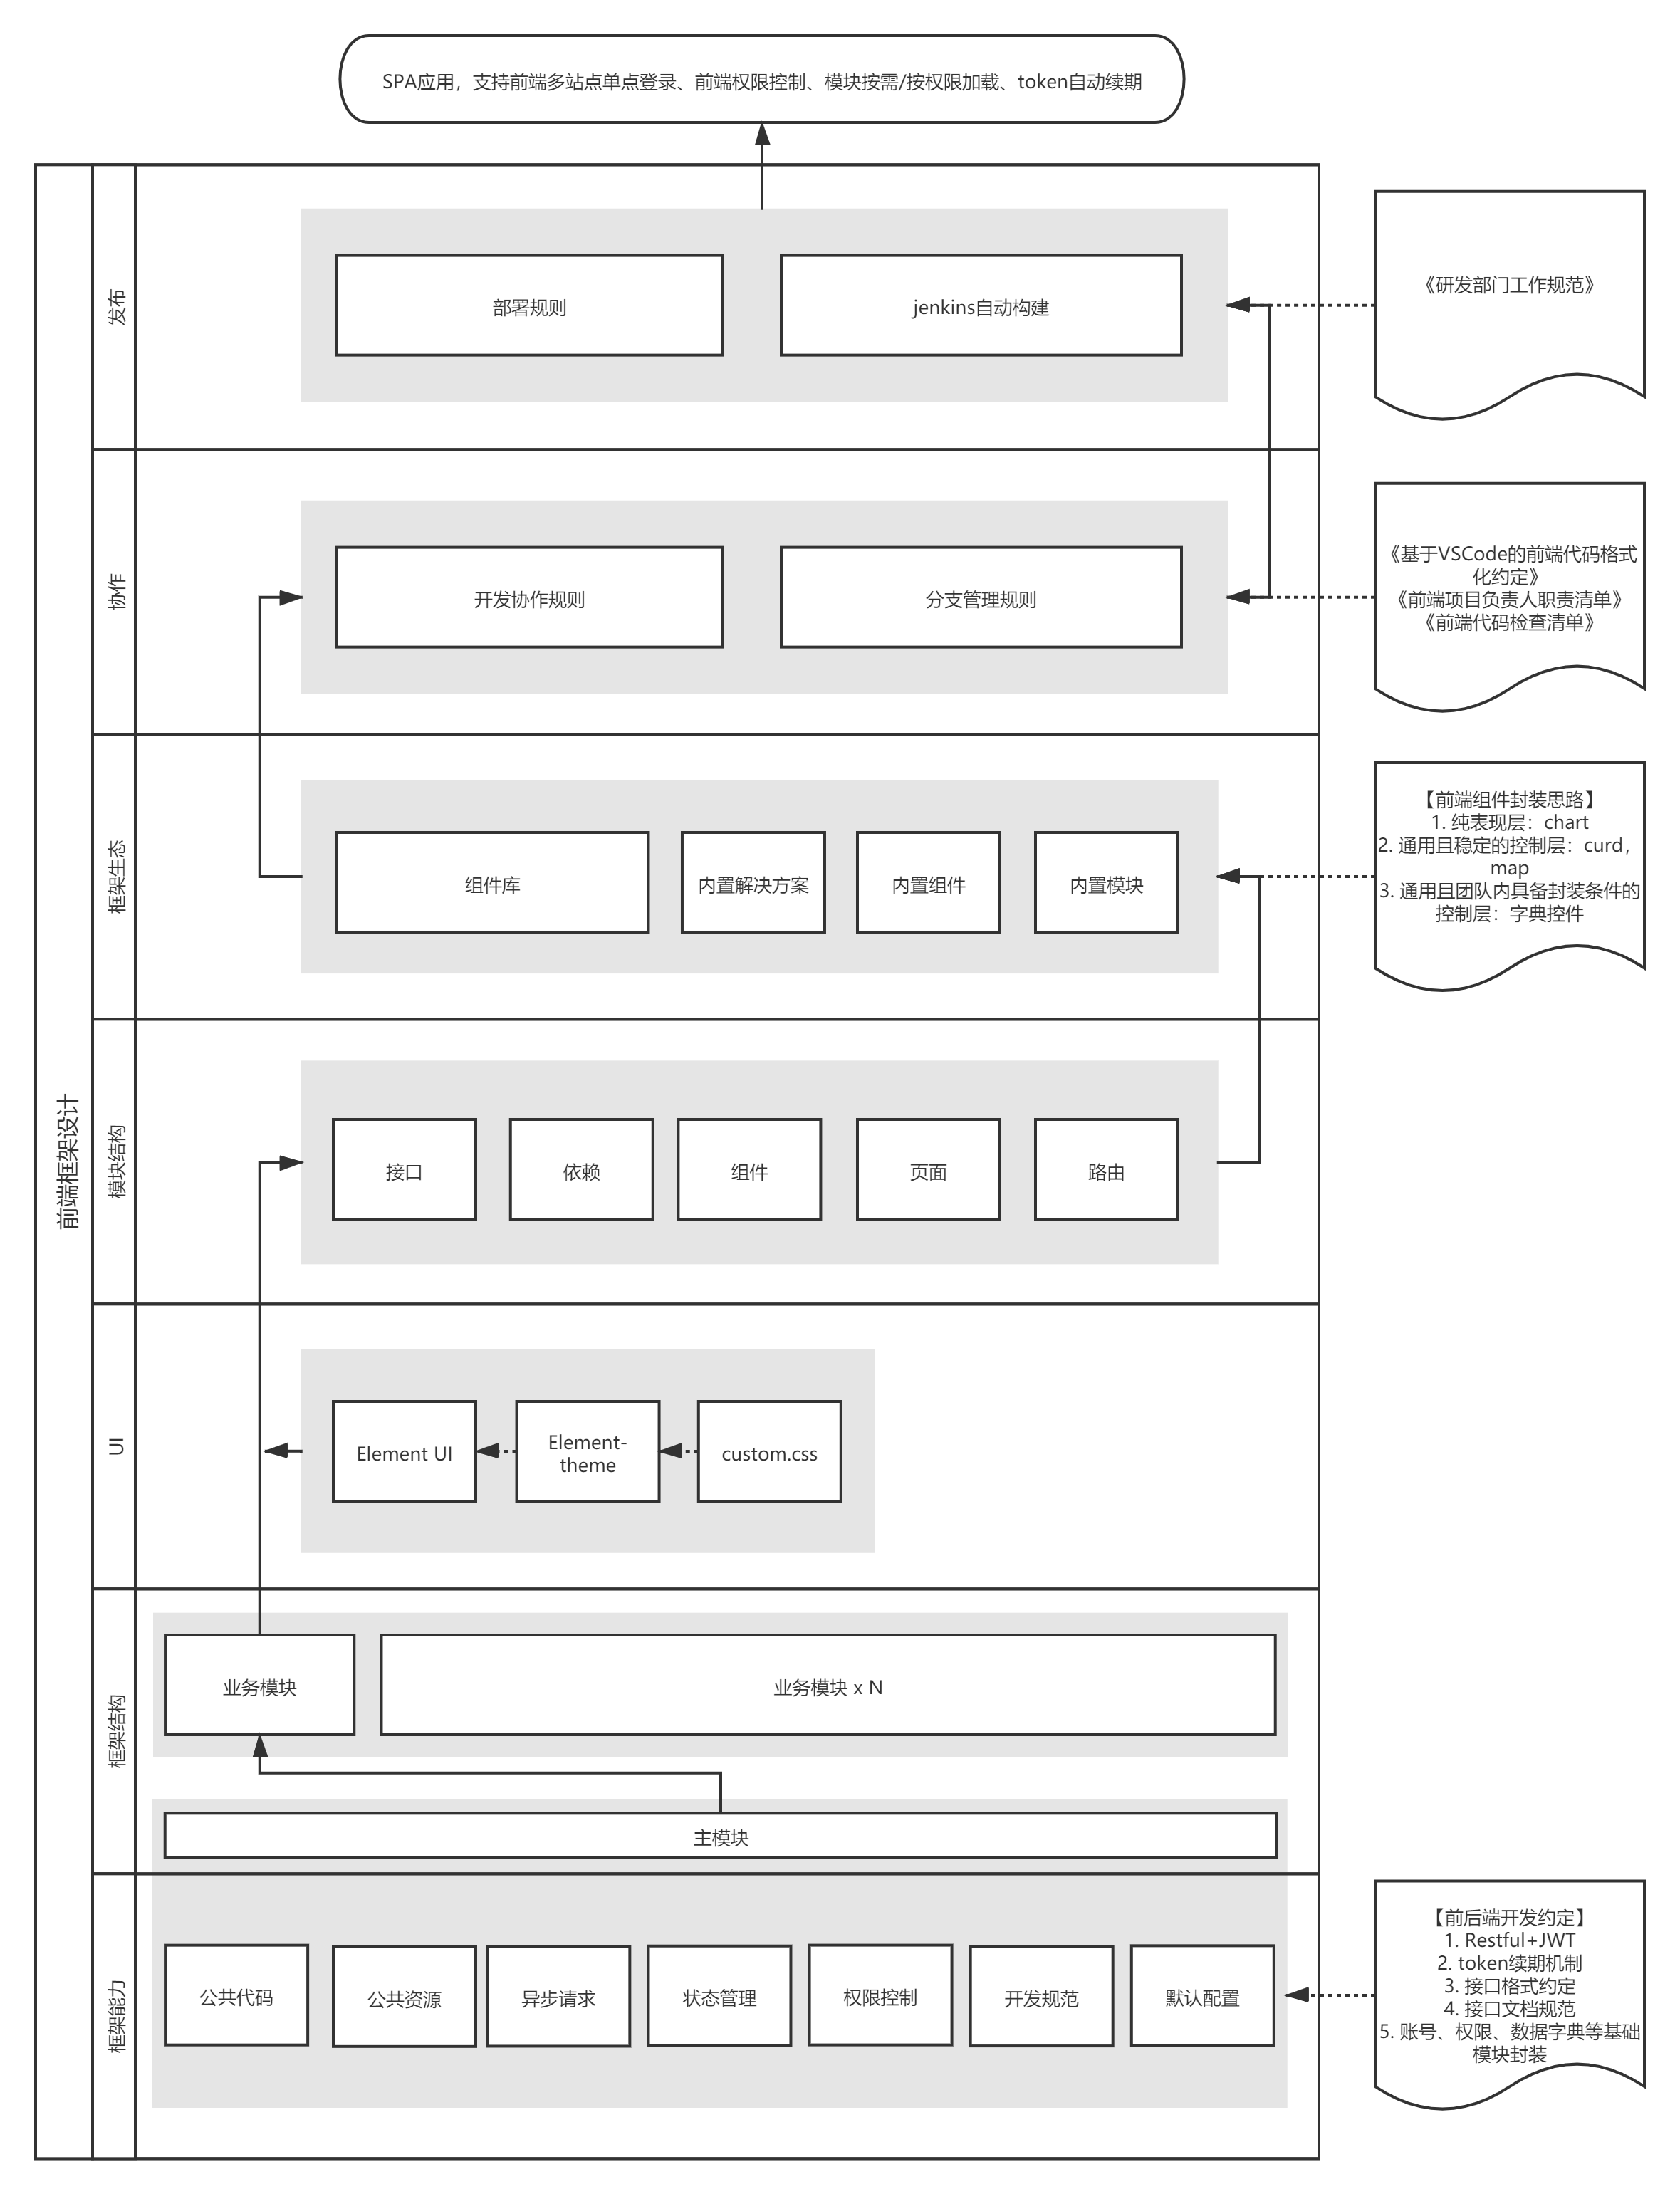 SPA应用，支持前端多站点单点登录、前端权限控制、模块按需/按权限加载、token自动续期
前端框架设计
发布
部署规则
jenkins自动构建
《研发部门工作规范》
协作
开发协作规则
分支管理规则
《基于VSCode的前端代码格式
化约定》
《前端项目负责人职责清单》
《前端代码检查清单》
框架生态
组件库
内置解决方案
内置组件
内置模块
【前端组件封装思路】
1. 纯表现层：chart
2. 通用且稳定的控制层：curd，
map
3. 通用且团队内具备封装条件的
控制层：字典控件
模块结构
接口
依赖
组件
页面
路由
UI
Element UI
Element-
theme
custom.css
框架结构
业务模块
业务模块 x N
主模块
框架能力
公共代码
公共资源
异步请求
状态管理
权限控制
开发规范
默认配置
【前后端开发约定】
1. Restful+JWT
2. token续期机制
3. 接口格式约定
4. 接口文档规范
5. 账号、权限、数据字典等基础
模块封装